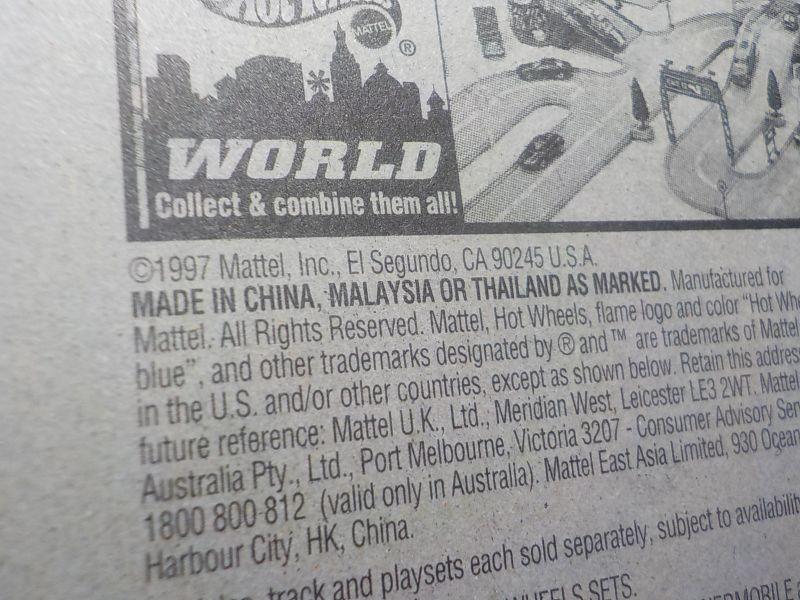 HOT
MATTEL
®
WORLD
Collect & combine them all!
©1997 Mattel, Inc., El Segundo, CA 90245 U.S.A.
MADE IN CHINA, MALAYSIA OR THAILAND AS MARKED. Manufactured for
Mattel. All Rights Reserved. Mattel, Hot Wheels, flame logo and color "Hot Whe
blue", and other trademarks designated by ® and ™ are trademarks of Mattel
in the U.S. and/or other countries, except as shown below. Retain this address
future reference: Mattel U.K., Ltd., Meridian West, Leicester LE3 2WT. Mattel
Australia Pty., Ltd., Port Melbourne, Victoria 3207 - Consumer Advisory Ser
1800 800-812 (valid only in Australia). Mattel East Asia Limited, 930 Ocean
Harbour City, HK, China.
track and playsets each sold separately, subject to availability
WHEELS SETS.